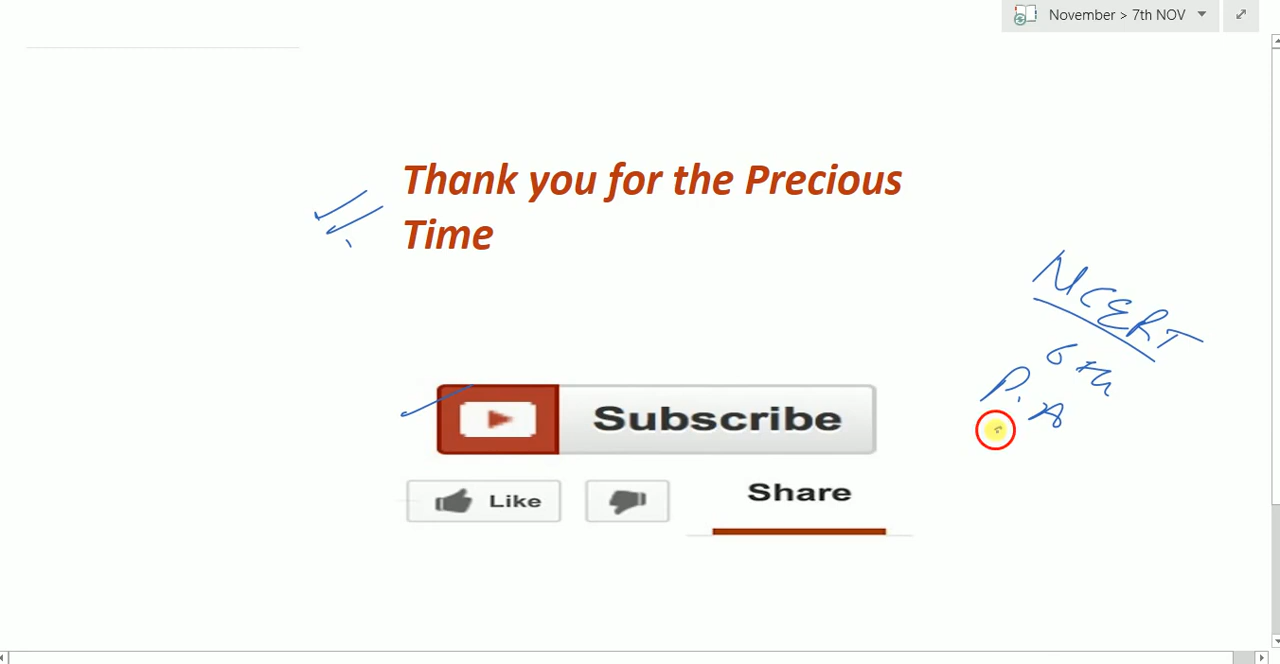 November > 7th NOV
Thank you for the Precious
Time
NCERT
6th
P.
Subscribe
Like
Share